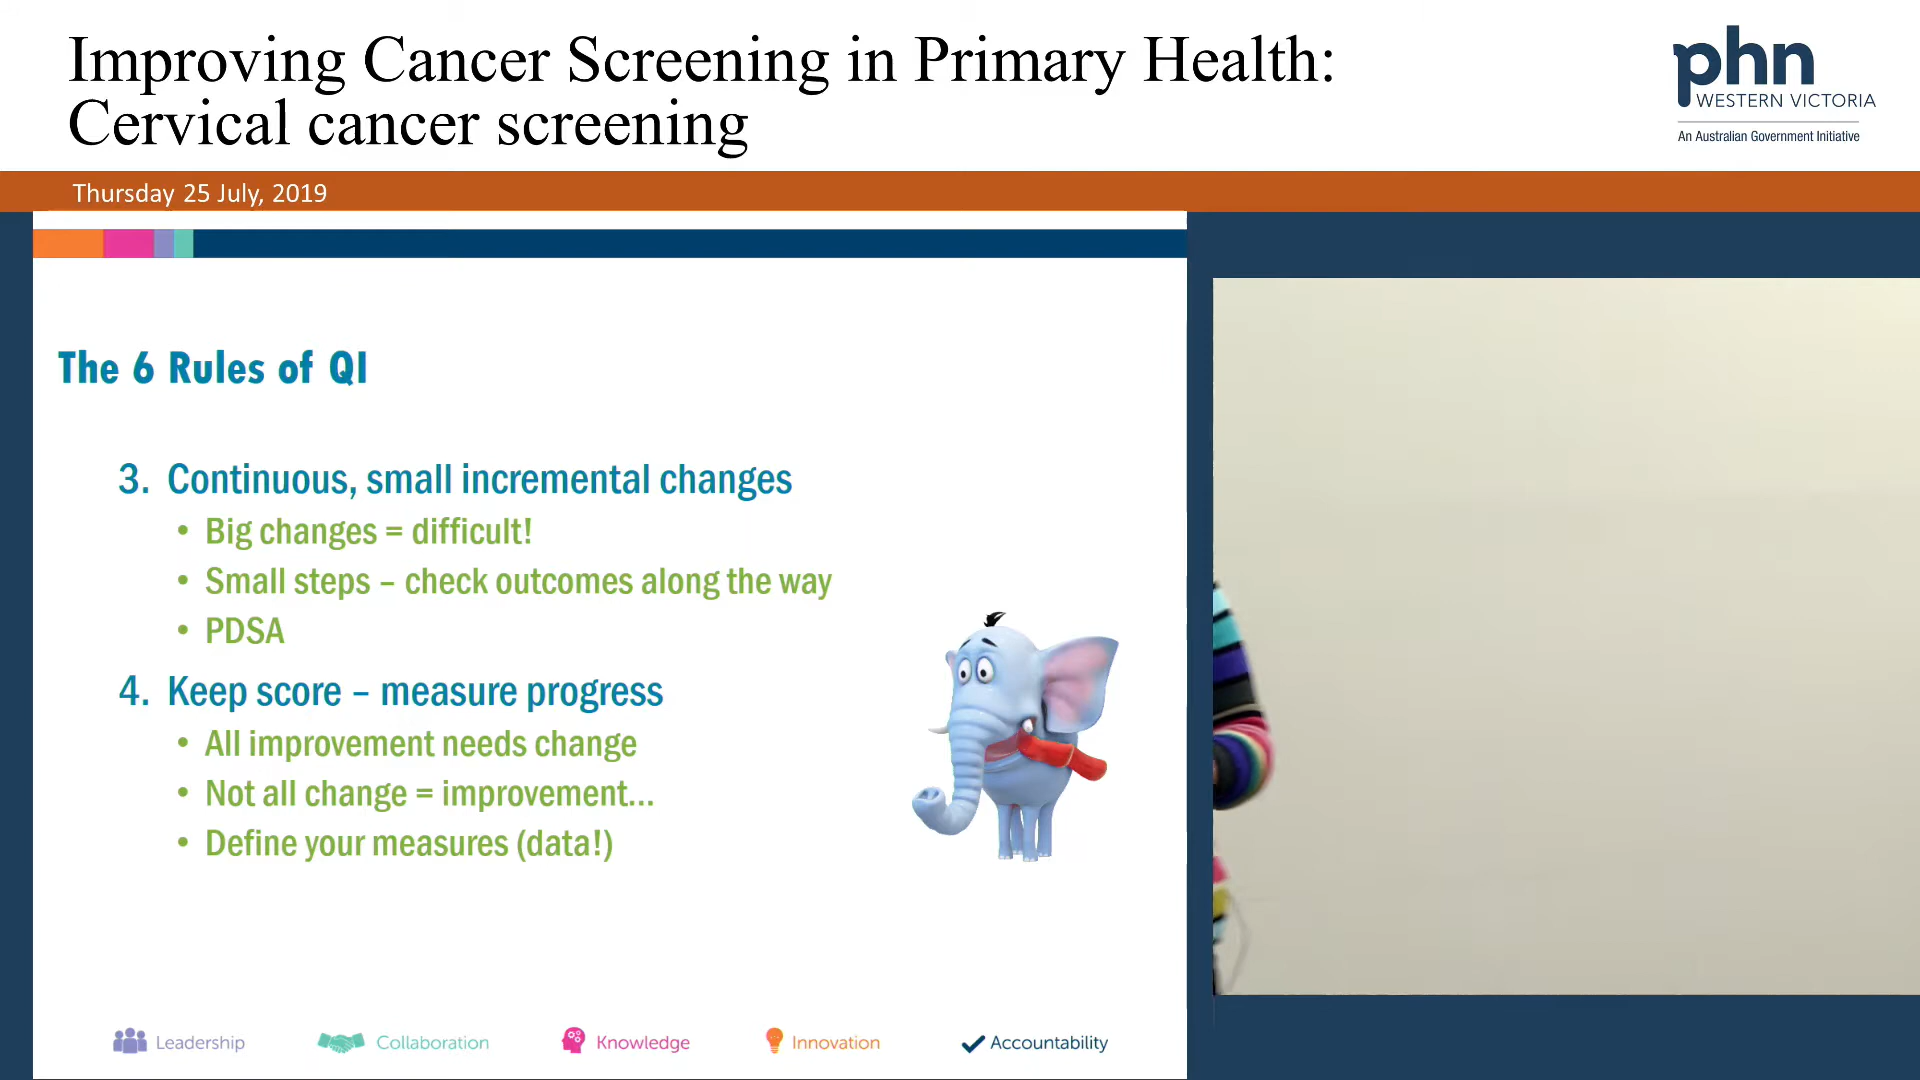 Improving Cancer Screening in Primary Health:
Cervical cancer screening
phn
WESTERN VICTORIA
An Australian Government Initiative
Thursday 25 July, 2019
The 6 Rules of QI
3. Continuous, small incremental changes
• Big changes = difficult!
• Small steps – check outcomes along the way
• PDSA
4. Keep score – measure progress
• All improvement needs change
• Not all change = improvement...
• Define your measures (data!)
Leadership
Collaboration
Knowledge
Innovation
Accountability